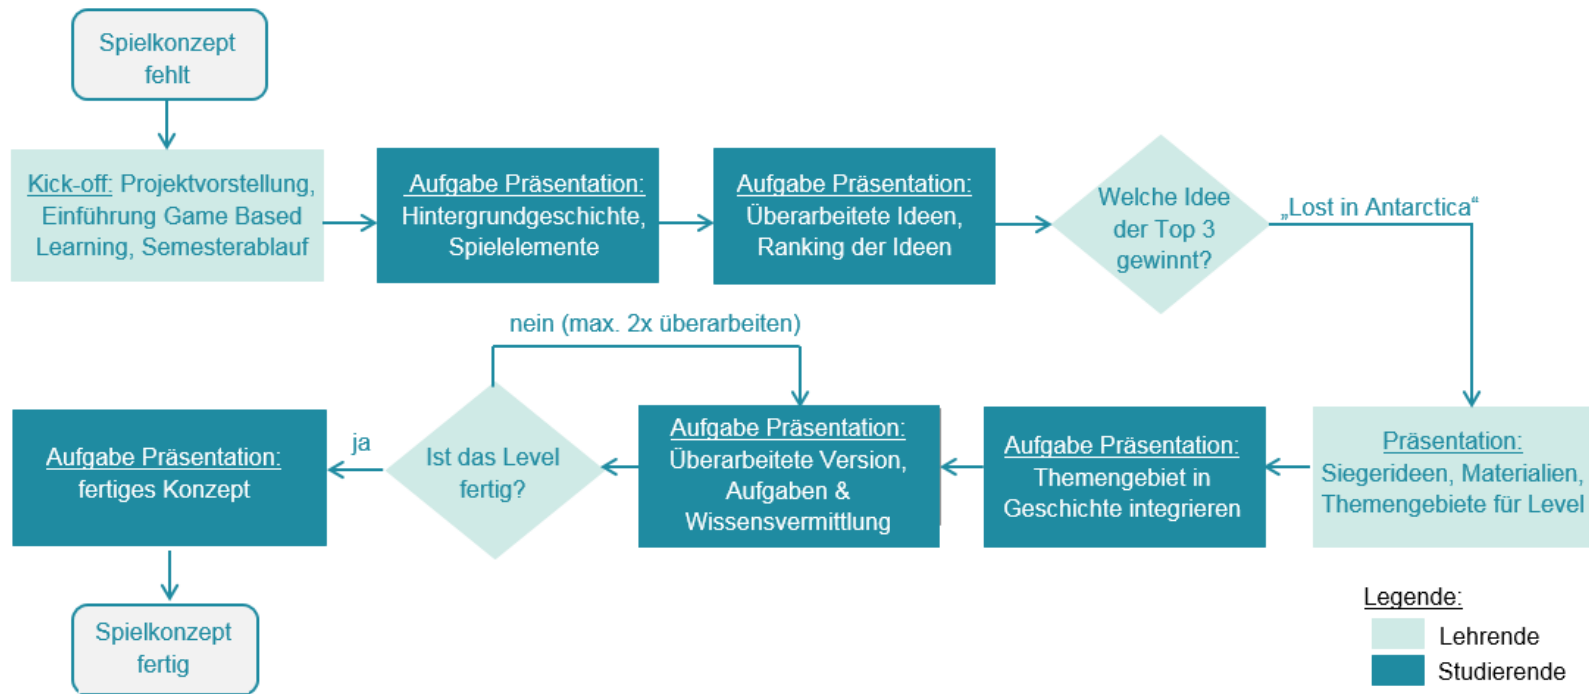 Spielkonzept
fehlt
Kick-off: Projektvorstellung,
Einführung Game Based
Learning, Semesterablauf
Aufgabe Präsentation:
Hintergrundgeschichte,
Spielelemente
Aufgabe Präsentation:
Überarbeitete Ideen,
Ranking der Ideen
Welche Idee
der Top 3
gewinnt?
„Lost in Antarctica“
Präsentation:
Siegerideen, Materialien,
Themengebiete für Level
Aufgabe Präsentation:
Themengebiet in
Geschichte integrieren
Aufgabe Präsentation:
Überarbeitete Version,
Aufgaben &
Wissensvermittlung
Ist das Level
fertig?
nein (max. 2x überarbeiten)
ja
Aufgabe Präsentation:
fertiges Konzept
Spielkonzept
fertig
Legende:
Lehrende
Studierende